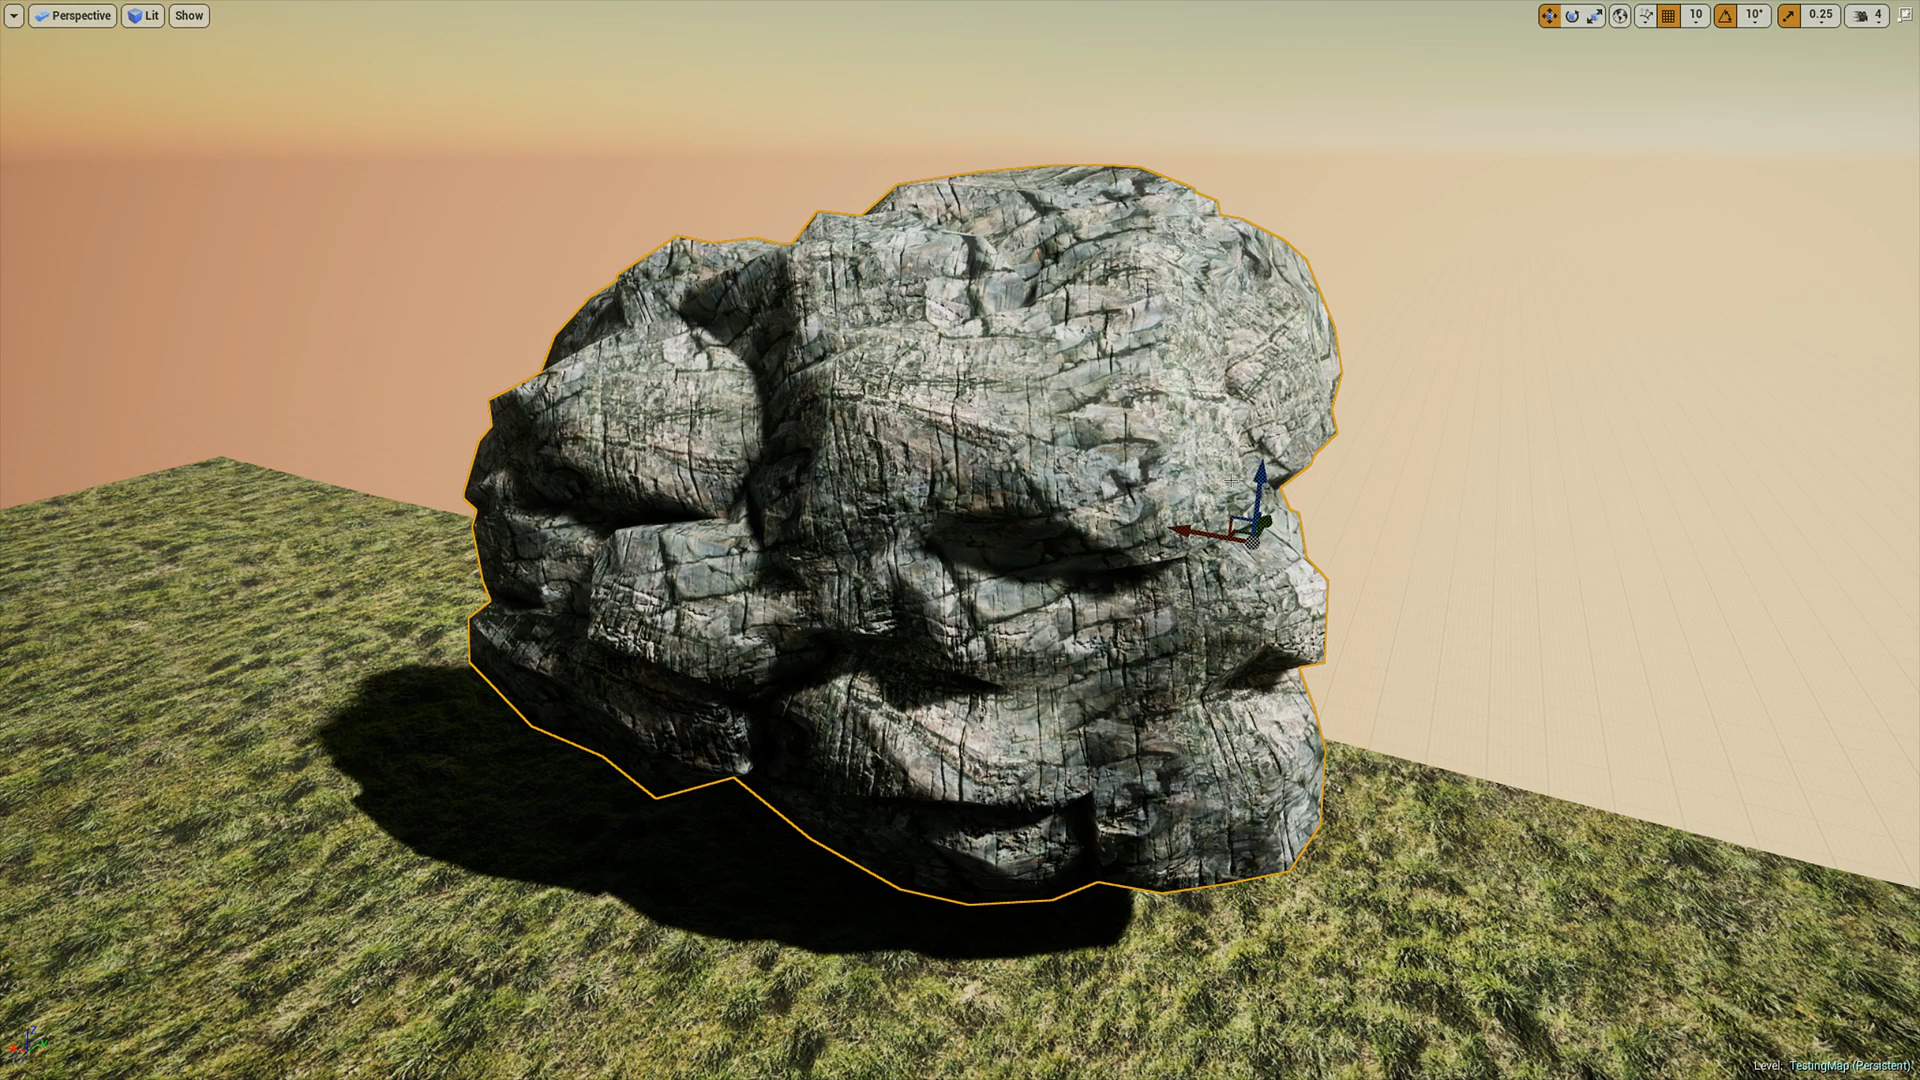 Perspective Lit Show 10 10° 0.25 4
Z
X Y
Level: TestingMap (Persistent)